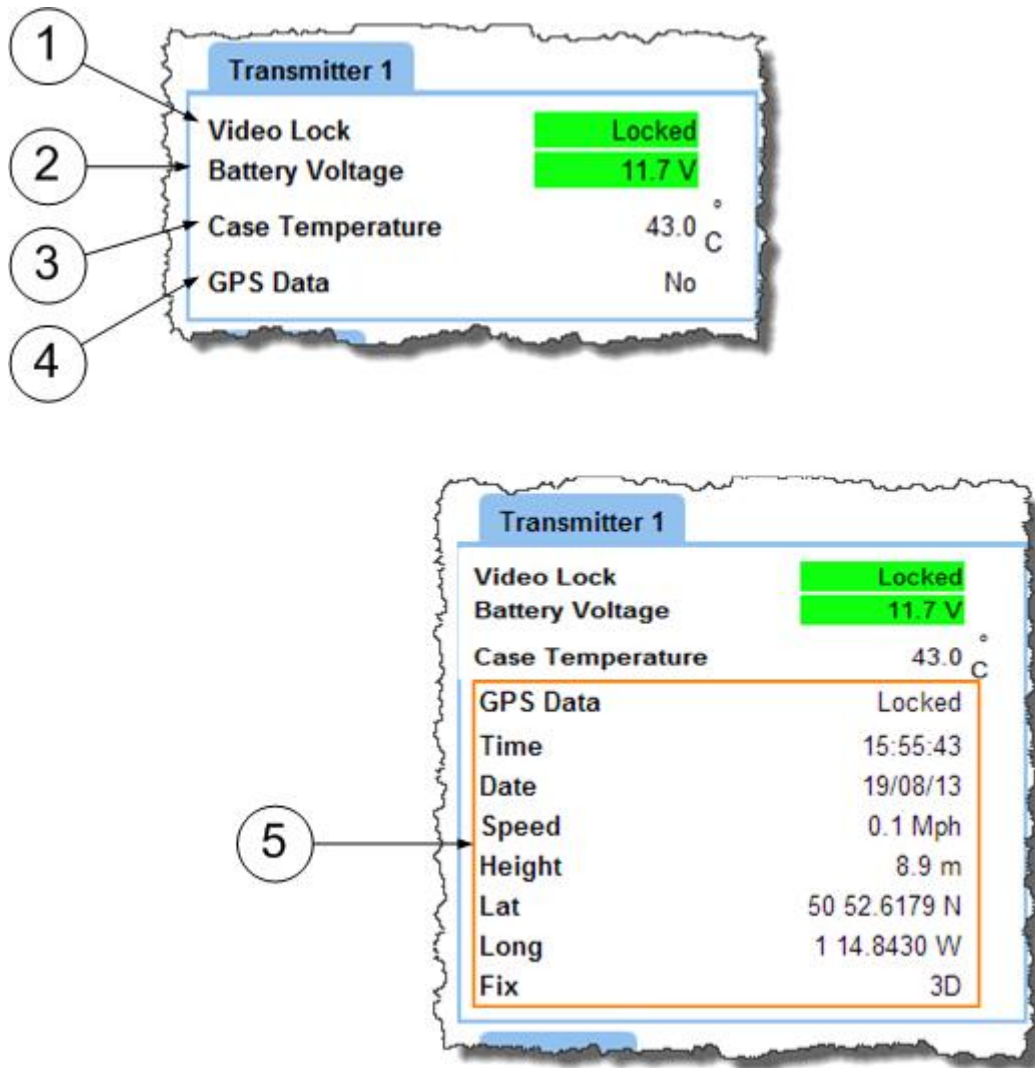 1
Transmitter 1
Video Lock Locked
2
Battery Voltage 11.7 V
3
Case Temperature 43.0 °C
4
GPS Data No
Transmitter 1
Video Lock Locked
Battery Voltage 11.7 V
Case Temperature 43.0 °C
5
GPS Data Locked
Time 15:55:43
Date 19/08/13
Speed 0.1 Mph
Height 8.9 m
Lat 50 52.6179 N
Long 1 14.8430 W
Fix 3D